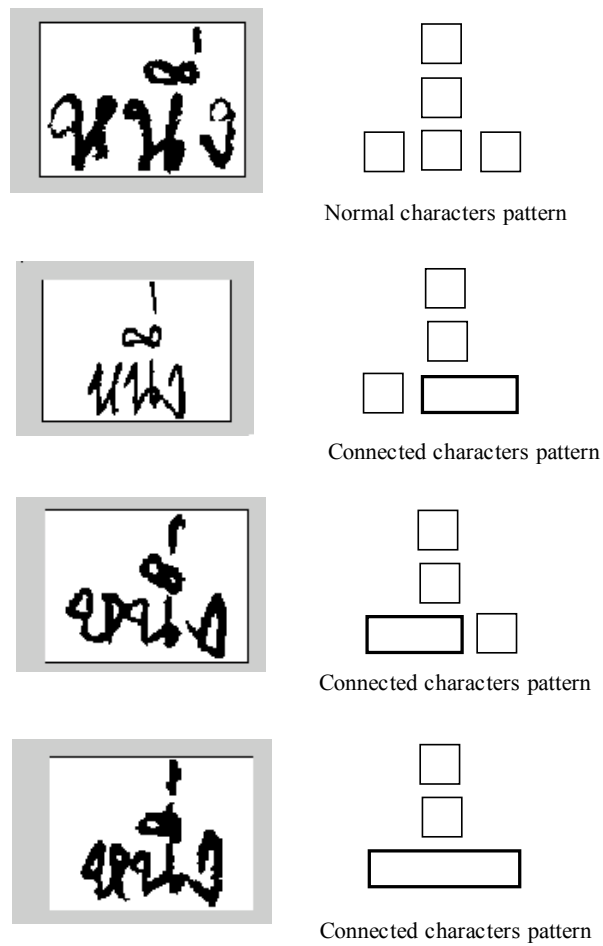 หนึ่ง
Normal characters pattern
หนึ่ง
Connected characters pattern
หนึ่ง
Connected characters pattern
หนึ่ง
Connected characters pattern